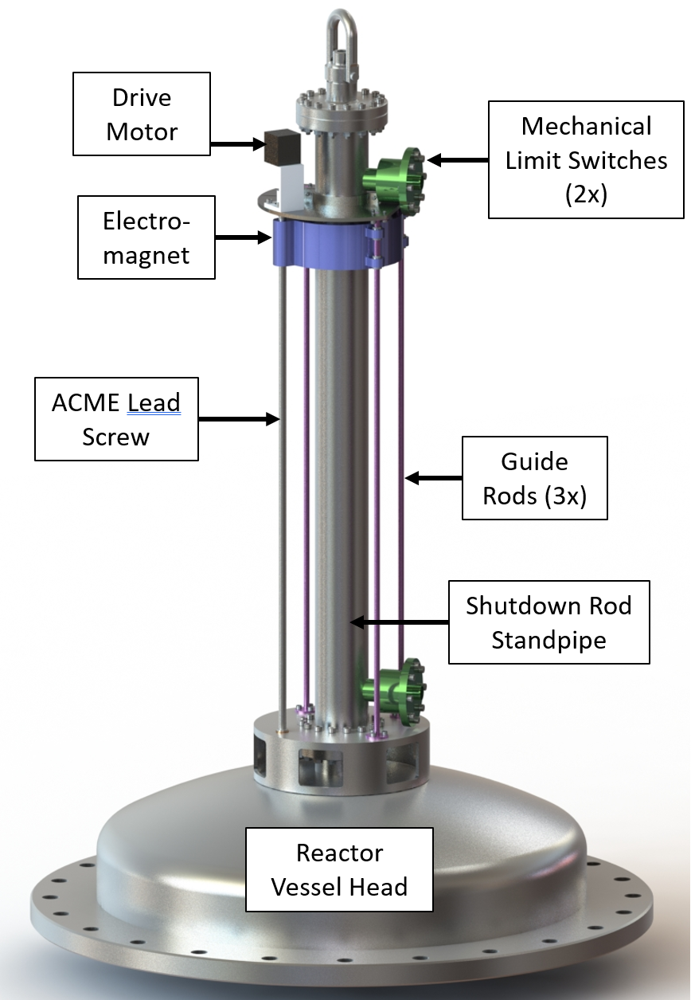 Drive
Motor
Mechanical
Limit Switches
(2x)
Electro-
magnet
ACME Lead
Screw
Guide
Rods (3x)
Shutdown Rod
Standpipe
Reactor
Vessel Head